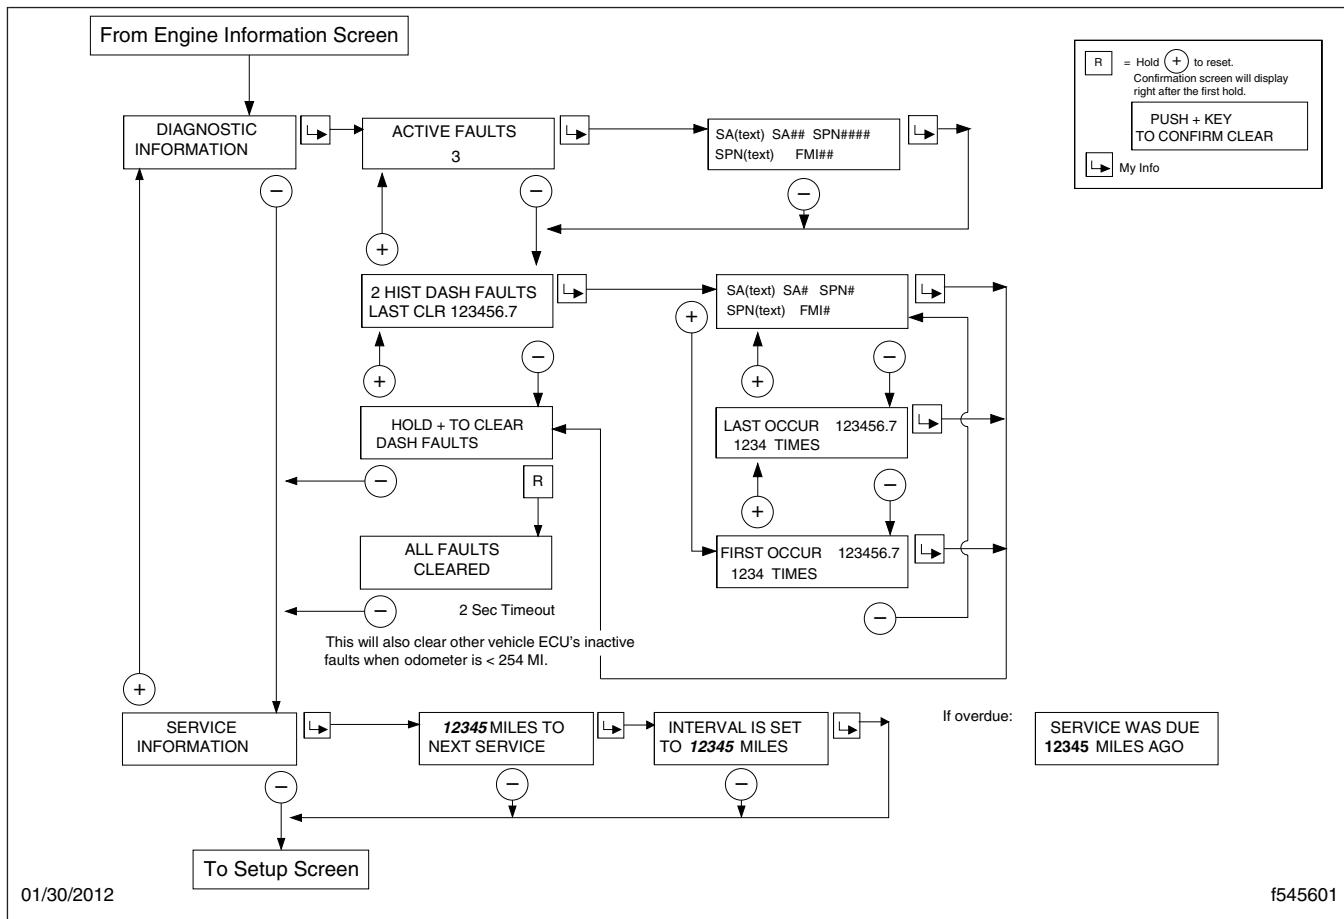 From Engine Information Screen
R = Hold + to reset.
Confirmation screen will display
right after the first hold.
PUSH + KEY
TO CONFIRM CLEAR
My Info
DIAGNOSTIC
INFORMATION
ACTIVE FAULTS
3
SA(text) SA## SPN####
SPN(text) FMI##
−
−
−
+
2 HIST DASH FAULTS
LAST CLR 123456.7
SA(text) SA# SPN#
SPN(text) FMI#
+
−
−
+
+
HOLD + TO CLEAR
DASH FAULTS
LAST OCCUR 123456.7
1234 TIMES
−
R
−
+
ALL FAULTS
CLEARED
FIRST OCCUR 123456.7
1234 TIMES
−
2 Sec Timeout
−
This will also clear other vehicle ECU's inactive
faults when odometer is < 254 MI.
+
SERVICE
INFORMATION
12345 MILES TO
NEXT SERVICE
INTERVAL IS SET
TO 12345 MILES
If overdue:
SERVICE WAS DUE
12345 MILES AGO
−
−
−
To Setup Screen
01/30/2012
f545601